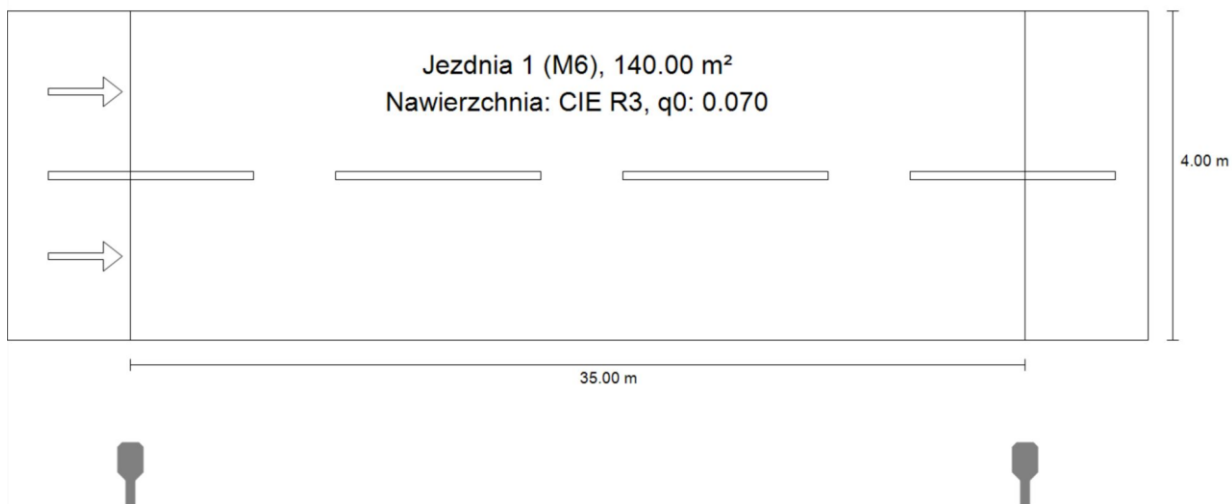 Jezdnia 1 (M6), 140.00 m²
Nawierzchnia: CIE R3, q0: 0.070
4.00 m
35.00 m